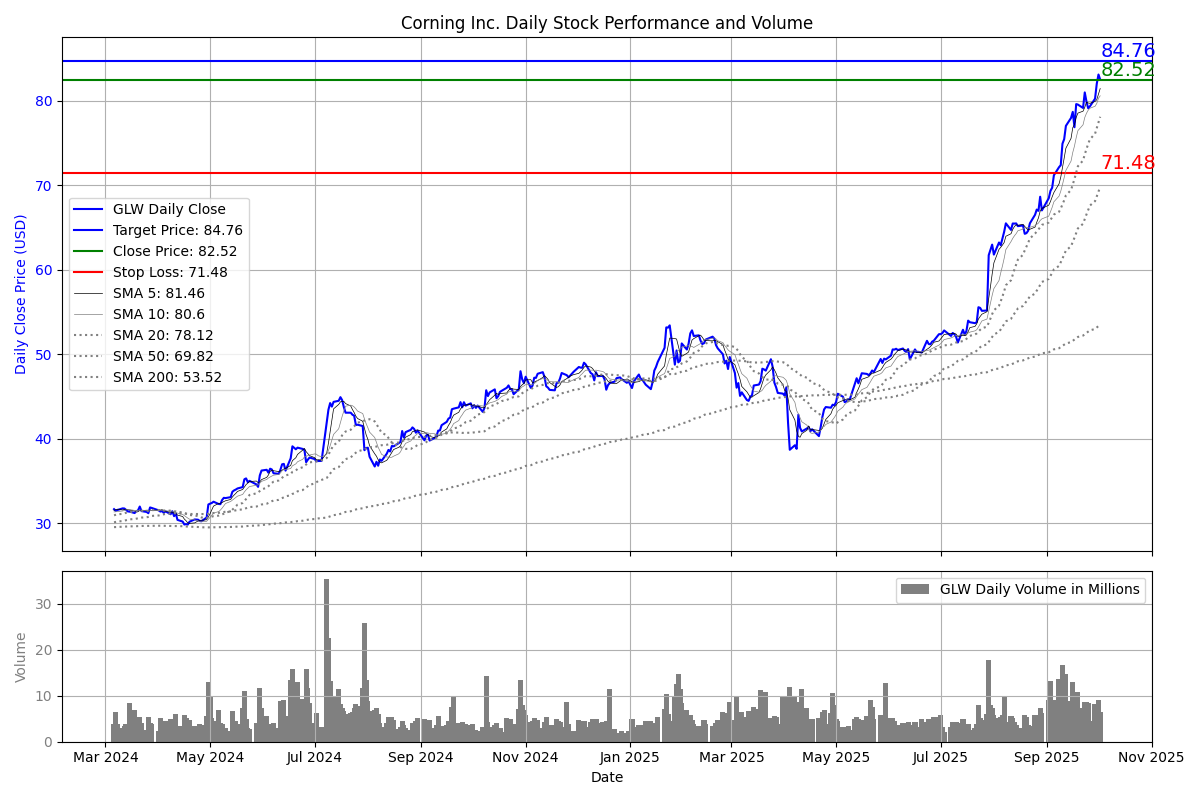 Corning Inc. Daily Stock Performance and Volume
84.76
82.52
71.48
80
70
60
50
40
30
Daily Close Price (USD)
GLW Daily Close
Target Price: 84.76
Close Price: 82.52
Stop Loss: 71.48
SMA 5: 81.46
SMA 10: 80.6
SMA 20: 78.12
SMA 50: 69.82
SMA 200: 53.52
GLW Daily Volume in Millions
30
20
10
0
Volume
Mar 2024 May 2024 Jul 2024 Sep 2024 Nov 2024 Jan 2025 Mar 2025 May 2025 Jul 2025 Sep 2025 Nov 2025
Date